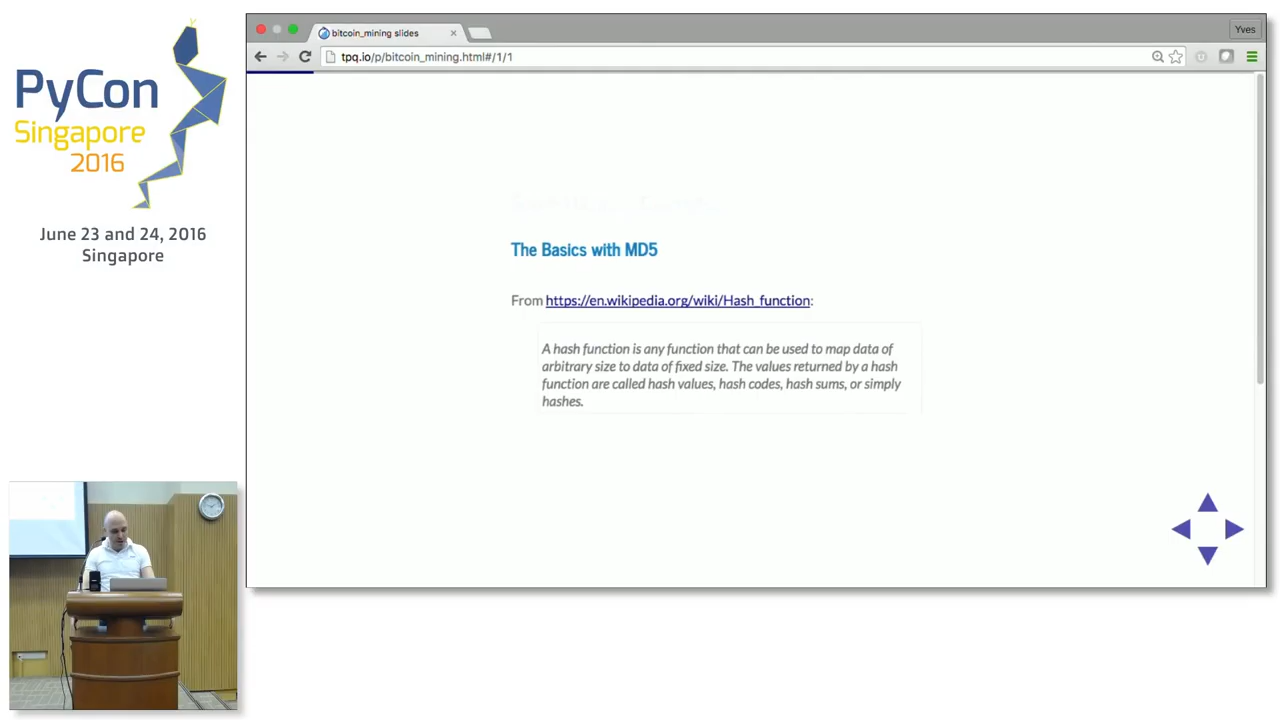 PyCon
Singapore
2016
June 23 and 24, 2016
Singapore
bitcoin_mining slides
Yves
tpq.io/p/bitcoin_mining.html#/1/1
The Basics with MD5
From https://en.wikipedia.org/wiki/Hash_function:
A hash function is any function that can be used to map data of
arbitrary size to data of fixed size. The values returned by a hash
function are called hash values, hash codes, hash sums, or simply
hashes.